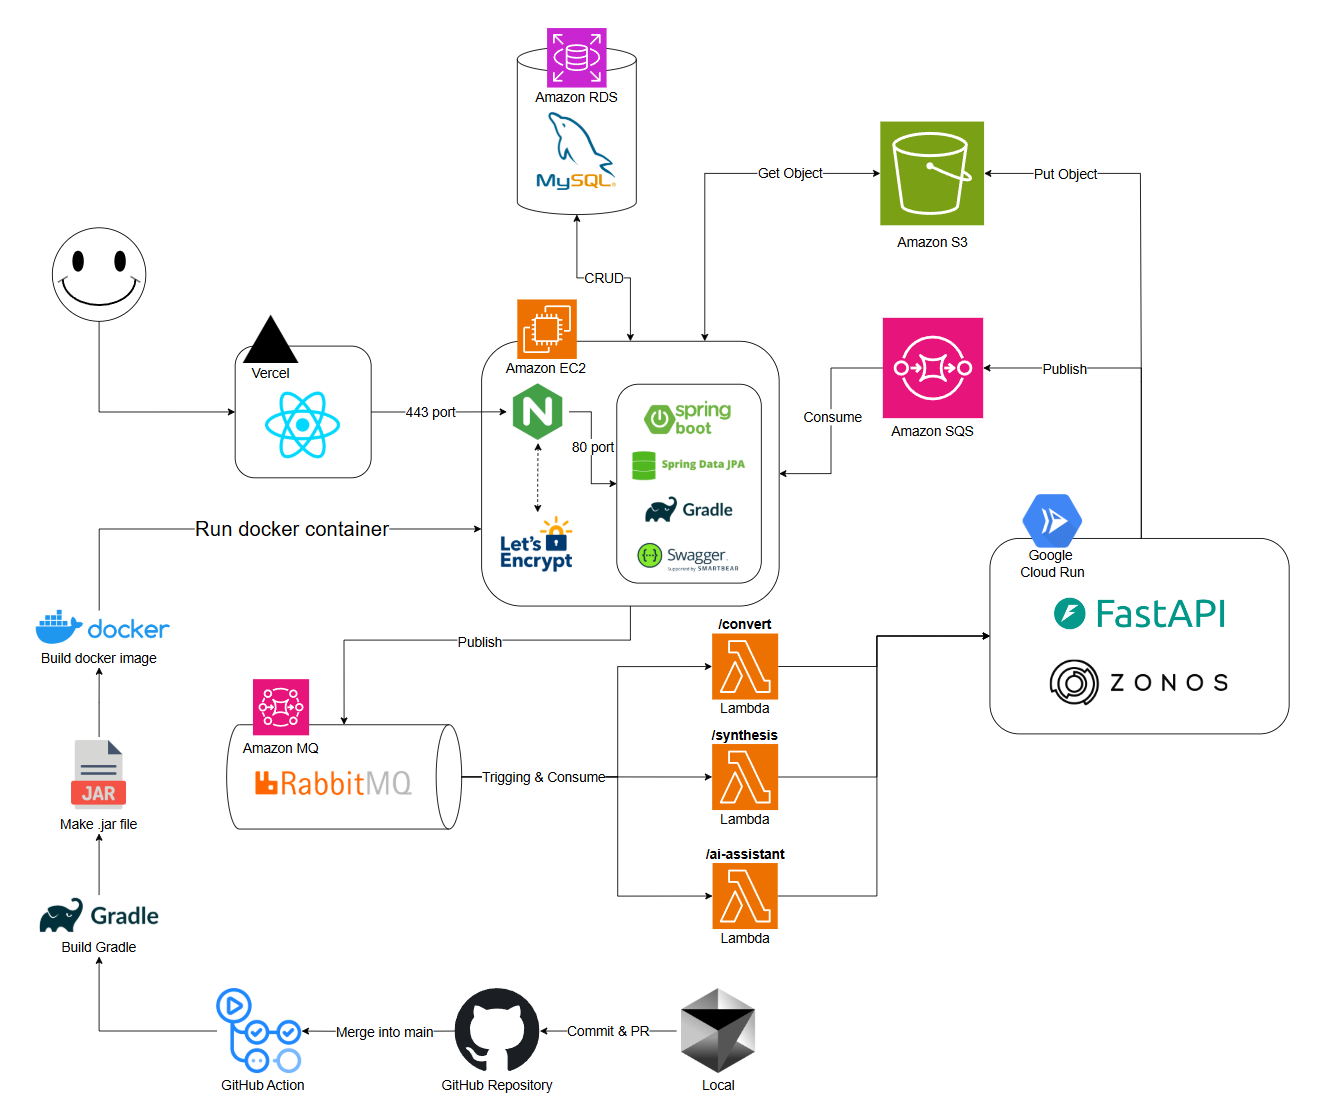 Amazon RDS
MySQL®
Get Object
Put Object
Amazon S3
CRUD
Amazon EC2
Vercel
443 port
80 port
spring
boot
Spring Data JPA
Gradle
Swagger.
Supported by SMARTBEAR
Let's
Encrypt
Consume
Publish
Amazon SQS
Run docker container
docker
Build docker image
Google
Cloud Run
FastAPI
ZONOS
Publish
/convert
Lambda
/synthesis
Lambda
/ai-assistant
Lambda
Amazon MQ
RabbitMQ
Trigging & Consume
JAR
Make .jar file
Gradle
Build Gradle
GitHub Action
Merge into main
GitHub Repository
Commit & PR
Local